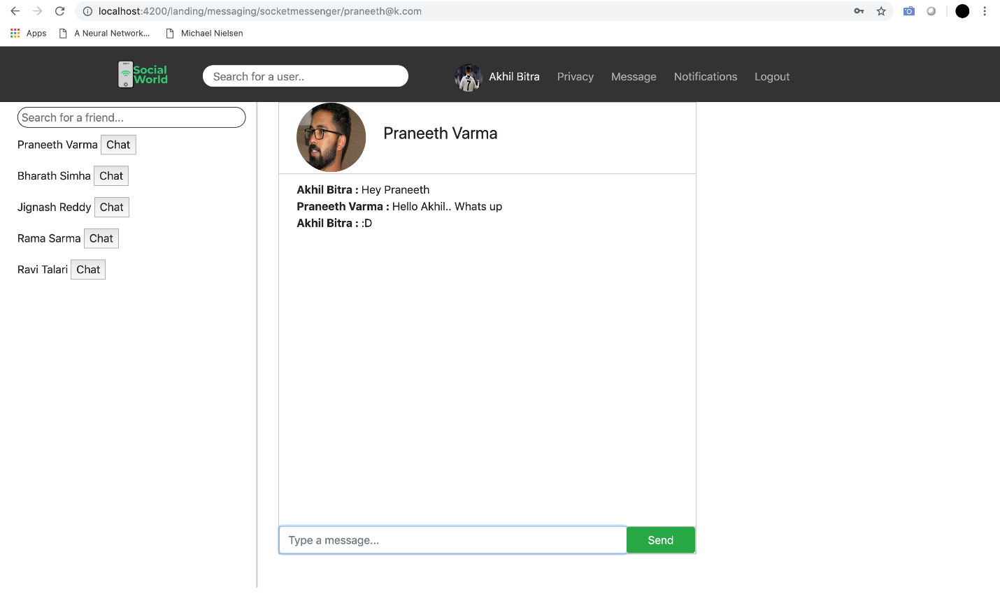 localhost:4200/landing/messaging/socketmessenger/praneeth@k.com
Apps A Neural Network... Michael Nielsen
Social
World
Search for a user.. Akhil Bitra Privacy Message Notifications Logout
Search for a friend...
Praneeth Varma Chat
Bharath Simha Chat
Jignash Reddy Chat
Rama Sarma Chat
Ravi Talari Chat
Praneeth Varma
Akhil Bitra : Hey Praneeth
Praneeth Varma : Hello Akhil.. Whats up
Akhil Bitra : :D
Type a message... Send